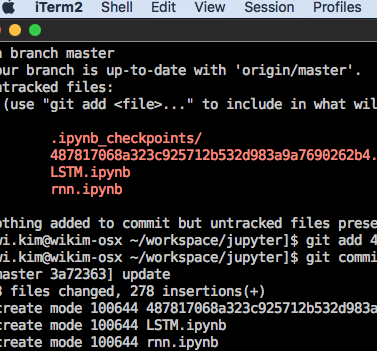 iTerm2 Shell Edit View Session Profiles
branch master
our branch is up-to-date with 'origin/master'.
ntracked files:
(use "git add <file>..." to include in what wil
.ipynb_checkpoints/
487817068a323c925712b532d983a9a7690262b4.
LSTM.ipynb
rnn.ipynb
othing added to commit but untracked files prese
wi.kim@wikim-osx ~/workspace/jupyter]$ git add 4
wi.kim@wikim-osx ~/workspace/jupyter]$ git commi
master 3a72363] update
3 files changed, 278 insertions(+)
create mode 100644 487817068a323c925712b532d983a
create mode 100644 LSTM.ipynb
create mode 100644 rnn.ipynb